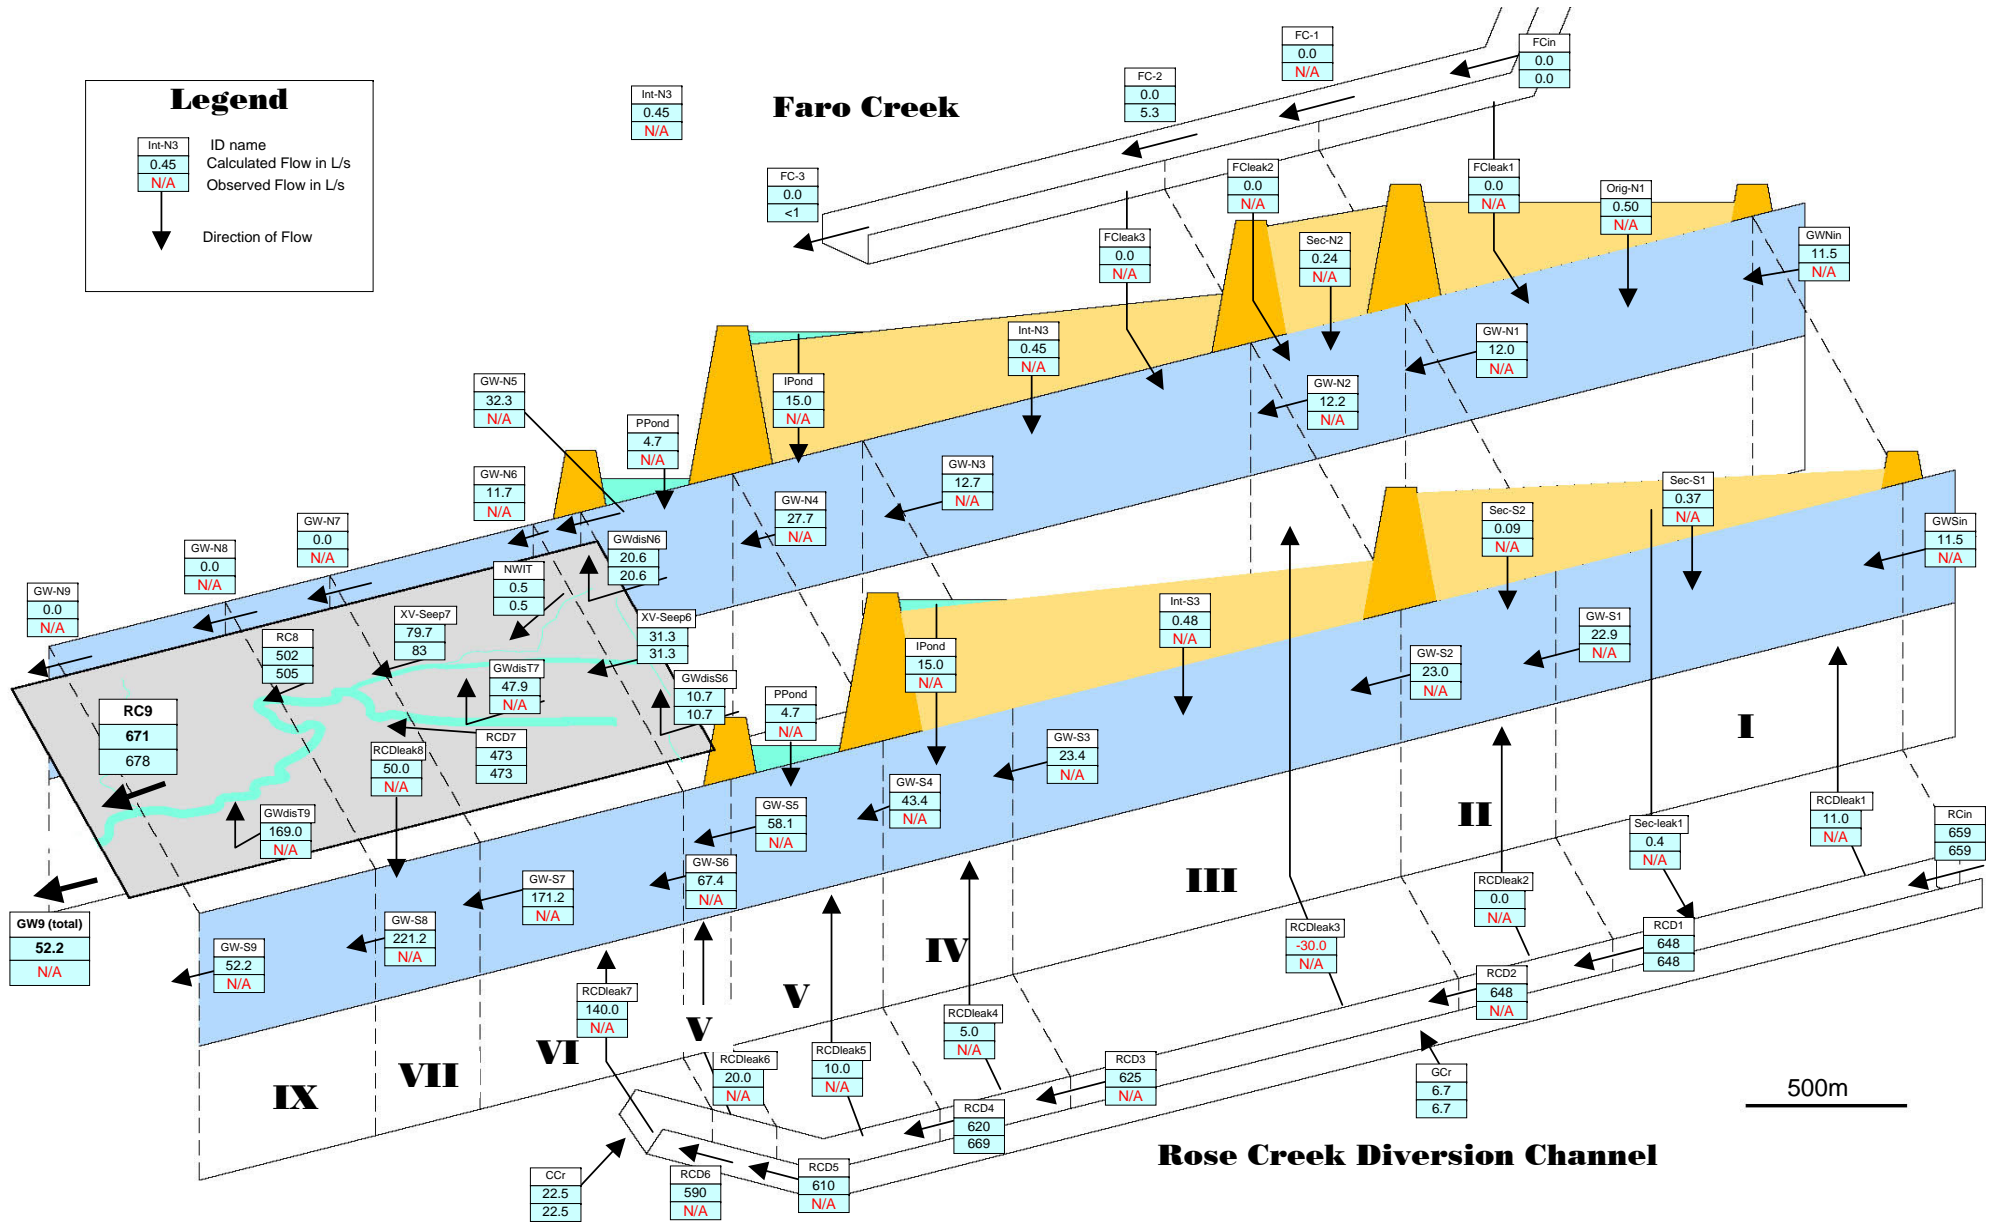 Legend
Int-N3
0.45
N/A
ID name
Calculated Flow in L/s
Observed Flow in L/s
Direction of Flow
Int-N3
0.45
N/A
Faro Creek
FC-1
0.0
N/A
FCin
0.0
0.0
FC-2
0.0
5.3
FC-3
0.0
<1
FCleak2
0.0
N/A
FCleak1
0.0
N/A
Orig-N1
0.50
N/A
FCleak3
0.0
N/A
Sec-N2
0.24
N/A
GWNin
11.5
N/A
Int-N3
0.45
N/A
GW-N1
12.0
N/A
GW-N2
12.2
N/A
GW-N5
32.3
N/A
IPond
15.0
N/A
PPond
4.7
N/A
GW-N3
12.7
N/A
GW-N6
11.7
N/A
GW-N4
27.7
N/A
GW-N7
0.0
N/A
GW-N8
0.0
N/A
GW-N9
0.0
N/A
GWdisN6
20.6
20.6
NWIT
0.5
0.5
XV-Seep7
79.7
83
XV-Seep6
31.3
31.3
RC8
502
505
GWdisT7
47.9
N/A
GWdisS6
10.7
10.7
RC9
671
678
RCDleak8
50.0
N/A
RCD7
473
473
GWdisT9
169.0
N/A
PPond
4.7
N/A
IPond
15.0
N/A
Int-S3
0.48
N/A
Sec-S2
0.09
N/A
Sec-S1
0.37
N/A
GWSin
11.5
N/A
GW-S1
22.9
N/A
GW-S2
23.0
N/A
GW-S3
23.4
N/A
GW-S4
43.4
N/A
GW-S5
58.1
N/A
GW-S6
67.4
N/A
GW-S7
171.2
N/A
GW-S8
221.2
N/A
GW-S9
52.2
N/A
GW9 (total)
52.2
N/A
I
II
III
IV
V
V
VI
VII
IX
RCDleak1
11.0
N/A
RCin
659
659
Sec-leak1
0.4
N/A
RCDleak2
0.0
N/A
RCDleak3
-30.0
N/A
RCD1
648
648
RCD2
648
N/A
RCDleak7
140.0
N/A
RCDleak6
20.0
N/A
RCDleak5
10.0
N/A
RCDleak4
5.0
N/A
RCD3
625
N/A
GCr
6.7
6.7
RCD4
620
669
RCD5
610
N/A
RCD6
590
N/A
CCr
22.5
22.5
500m
Rose Creek Diversion Channel